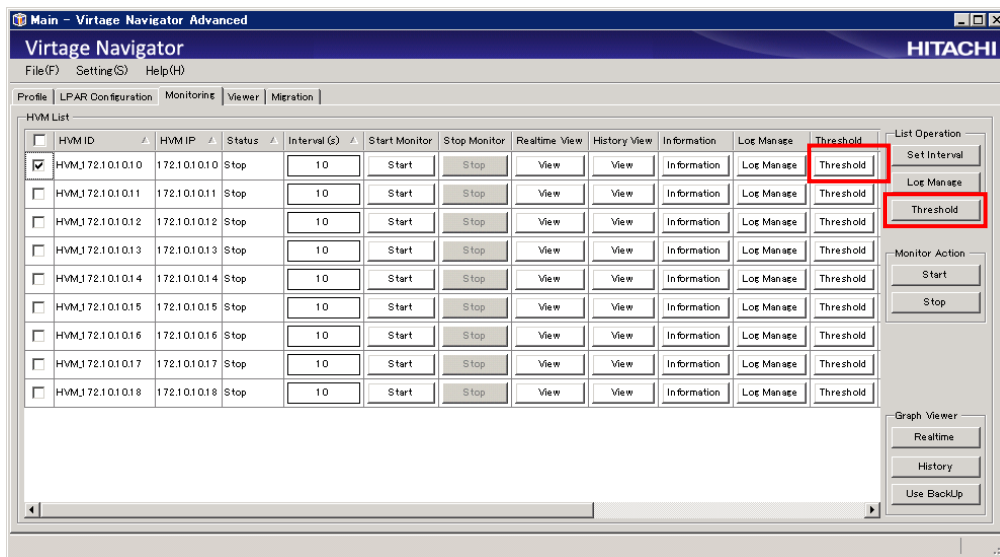 Main - Virtage Navigator Advanced
Virtage Navigator HITACHI
File(F) Setting(S) Help(H)
Profile LPAR Configuration Monitoring Viewer Migration
HVM List
HVM ID HVM IP Status Interval (s) Start Monitor Stop Monitor Realtime View History View Information Log Manage Threshold
HVM_172.10.10.10 172.10.10.10 Stop 10 Start Stop View View Information Log Manage Threshold
HVM_172.10.10.11 172.10.10.11 Stop 10 Start Stop View View Information Log Manage Threshold
HVM_172.10.10.12 172.10.10.12 Stop 10 Start Stop View View Information Log Manage Threshold
HVM_172.10.10.13 172.10.10.13 Stop 10 Start Stop View View Information Log Manage Threshold
HVM_172.10.10.14 172.10.10.14 Stop 10 Start Stop View View Information Log Manage Threshold
HVM_172.10.10.15 172.10.10.15 Stop 10 Start Stop View View Information Log Manage Threshold
HVM_172.10.10.16 172.10.10.16 Stop 10 Start Stop View View Information Log Manage Threshold
HVM_172.10.10.17 172.10.10.17 Stop 10 Start Stop View View Information Log Manage Threshold
HVM_172.10.10.18 172.10.10.18 Stop 10 Start Stop View View Information Log Manage Threshold
List Operation
Set Interval
Log Manage
Threshold
Monitor Action
Start
Stop
Graph Viewer
Realtime
History
Use BackUp